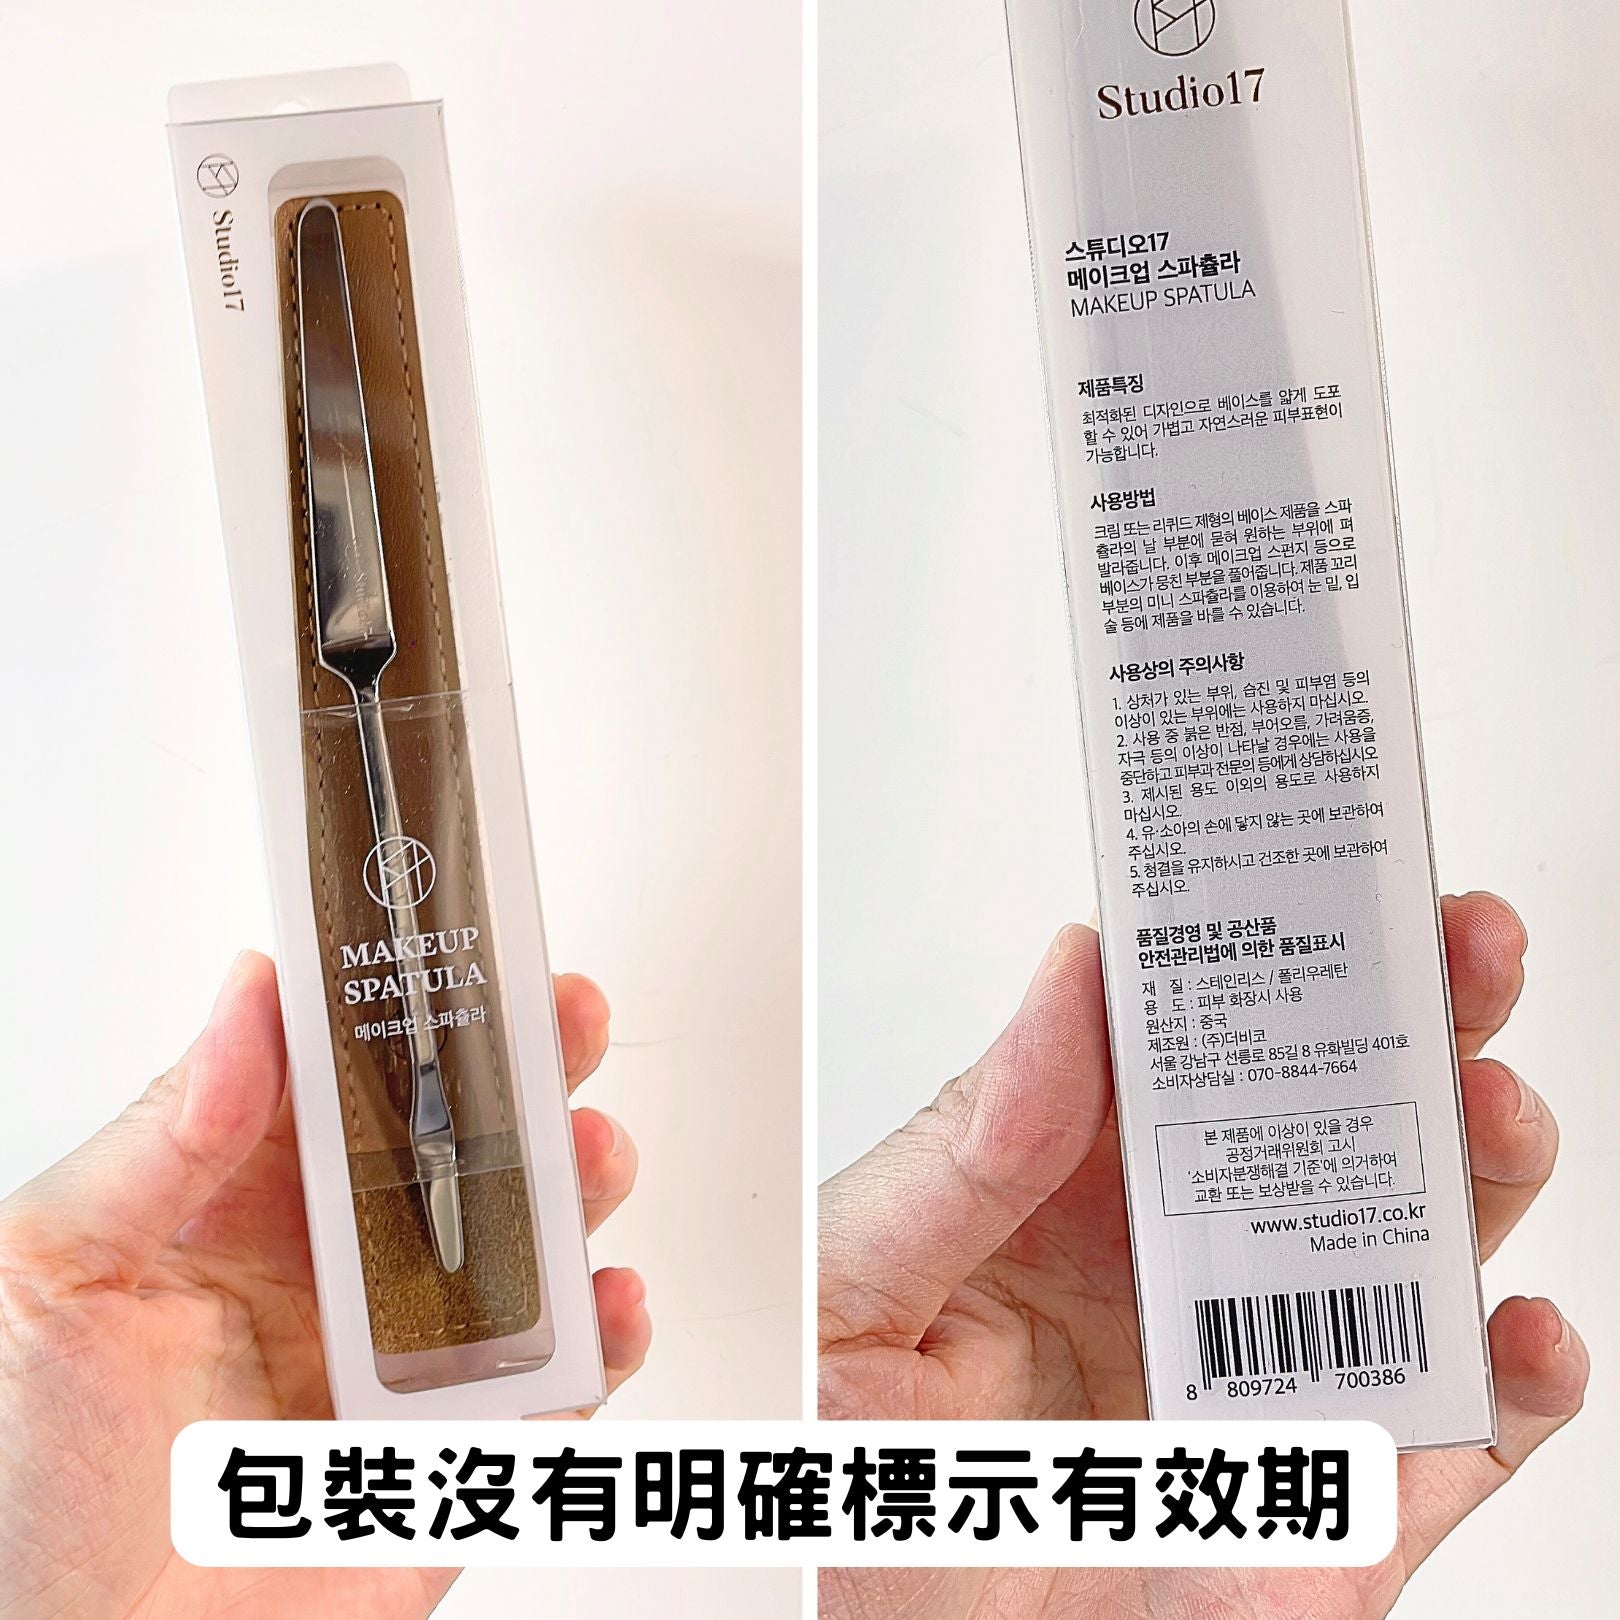 Studio17
Studio17
MAKEUP
SPATULA
메이크업 스파츌라
Studio17
스튜디오17
메이크업 스파츌라
MAKEUP SPATULA
제품특징
최적화된 디자인으로 베이스를 얇게 도포
할 수 있어 가볍고 자연스러운 피부표현이
가능합니다.
사용방법
크림 또는 리퀴드 제형의 베이스 제품을 스파
츌라의 날 부분에 묻혀 원하는 부위에 펴
발라줍니다. 이후 메이크업 스펀지 등으로
베이스가 뭉친 부분을 풀어줍니다. 제품 꼬리
부분의 미니 스파츌라를 이용하여 눈 밑, 입
술 등에 제품을 바를 수 있습니다.
사용상의 주의사항
1. 상처가 있는 부위, 습진 및 피부염 등의
이상이 있는 부위에는 사용하지 마십시오.
2. 사용 중 붉은 반점, 부어오름, 가려움증,
자극 등의 이상이 나타날 경우에는 사용을
중단하고 피부과 전문의 등에게 상담하십시오
3. 제시된 용도 이외의 용도로 사용하지
마십시오.
4. 유·소아의 손에 닿지 않는 곳에 보관하여
주십시오.
5. 청결을 유지하시고 건조한 곳에 보관하여
주십시오.
품질경영 및 공산품
안전관리법에 의한 품질표시
재 질 : 스테인리스 / 폴리우레탄
용 도 : 피부 화장시 사용
원산지 : 중국
제조원 : (주)더비코
서울 강남구 선릉로 85길 8 유화빌딩 401호
소비자상담실 : 070-8844-7664
본 제품에 이상이 있을 경우
공정거래위원회 고시
'소비자분쟁해결 기준'에 의거하여
교환 또는 보상받을 수 있습니다.
www.studio17.co.kr
Made in China
8 809724 700386
包裝沒有明確標示有效期